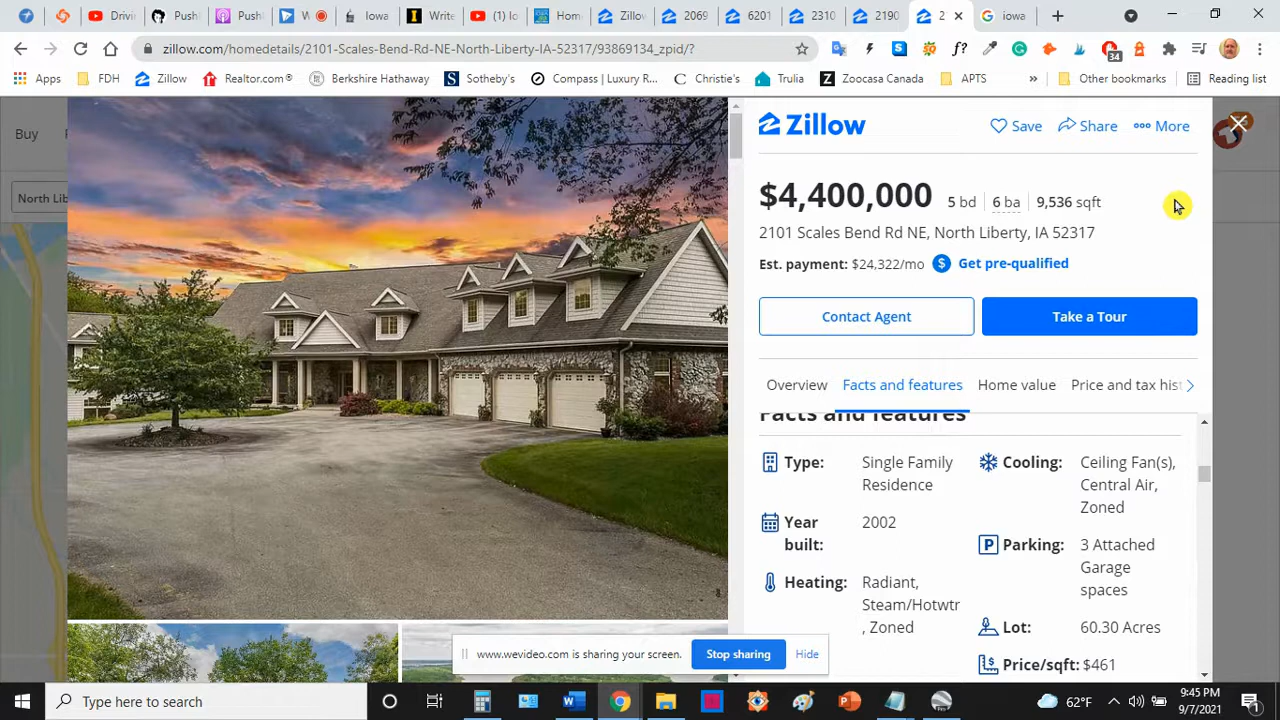 Drivi
Push
Push
W
Iowa
Write
(1) Io
Hom
Zillow
2069
6201
2310
2190
2
iowa
zillow.com/homedetails/2101-Scales-Bend-Rd-NE-North-Liberty-IA-52317/93869134_zpid/?
34
Apps
FDH
Zillow
Realtor.com®
Berkshire Hathaway
Sotheby's
Compass | Luxury R...
Christie's
Trulia
Zoocasa Canada
APTS
»
Other bookmarks
Reading list
Buy
North Lib
Zillow
Save
Share
More
$4,400,000 5 bd 6 ba 9,536 sqft
2101 Scales Bend Rd NE, North Liberty, IA 52317
Est. payment: $24,322/mo $ Get pre-qualified
Contact Agent
Take a Tour
Overview
Facts and features
Home value
Price and tax hist
Facts and features
Type: Single Family
Residence
Year
built: 2002
Heating: Radiant,
Steam/Hotwtr
, Zoned
Cooling: Ceiling Fan(s),
Central Air,
Zoned
P Parking: 3 Attached
Garage
spaces
Lot: 60.30 Acres
Price/sqft: $461
www.wevideo.com is sharing your screen.
Stop sharing
Hide
Type here to search
62°F
9:45 PM
9/7/2021